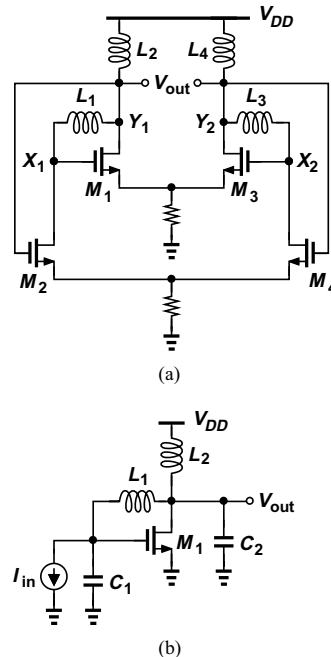 V_DD
L_2 L_4
V_out
L_1 L_3
Y_1 Y_2
X_1 X_2
M_1 M_3
M_2 M_4
(a)
V_DD
L_2
L_1
V_out
M_1
C_2
I_in
C_1
(b)